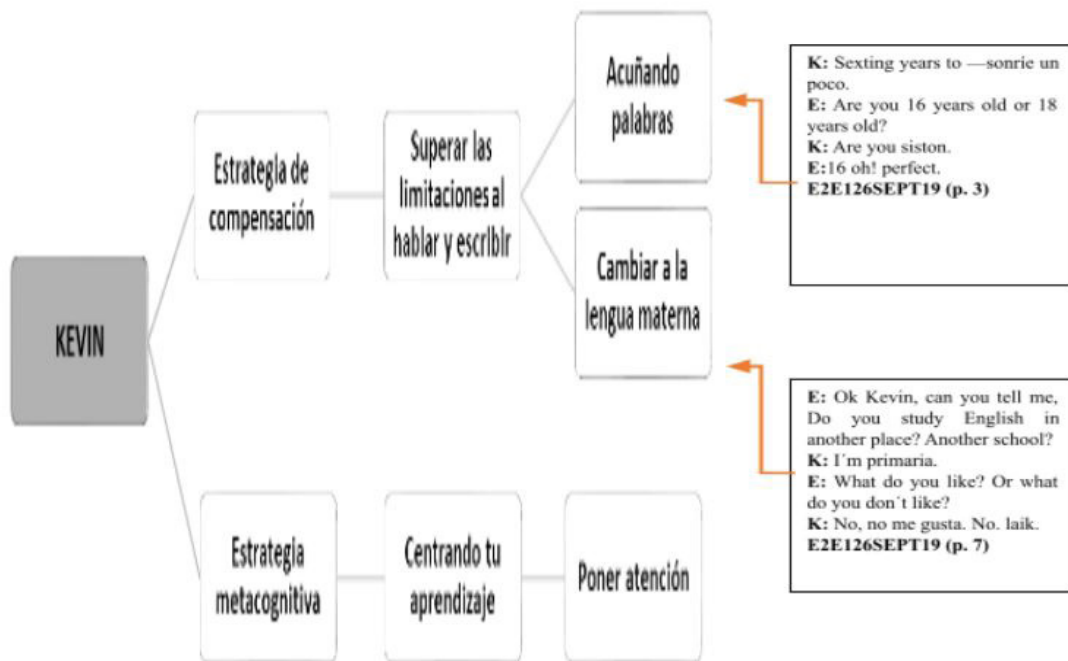 KEVIN
Estrategia de
compensación
Superar las
limitaciones al
hablar y escribir
Acuñando
palabras
Cambiar a la
lengua materna
K: Sexting years to —sonríe un
poco.
E: Are you 16 years old or 18
years old?
K: Are you siston.
E:16 oh! perfect.
E2E126SEPT19 (p. 3)
E: Ok Kevin, can you tell me,
Do you study English in
another place? Another school?
K: I´m primaria.
E: What do you like? Or what
do you don´t like?
K: No, no me gusta. No. laik.
E2E126SEPT19 (p. 7)
Estrategia
metacognitiva
Centrando tu
aprendizaje
Poner atención